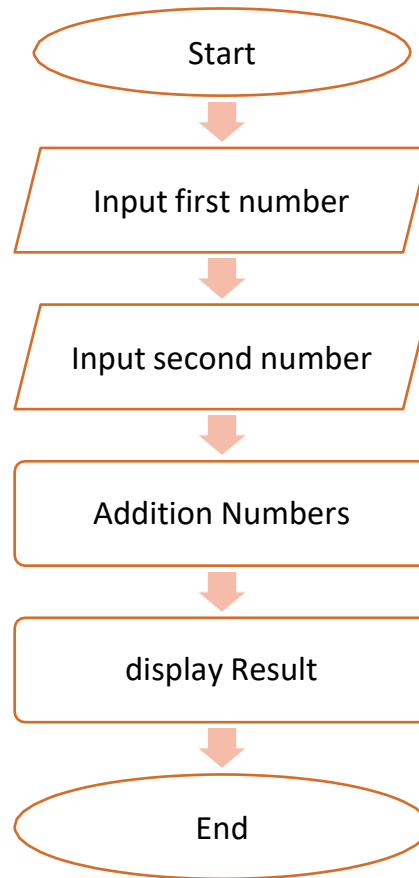 Start
Input first number
Input second number
Addition Numbers
display Result
End